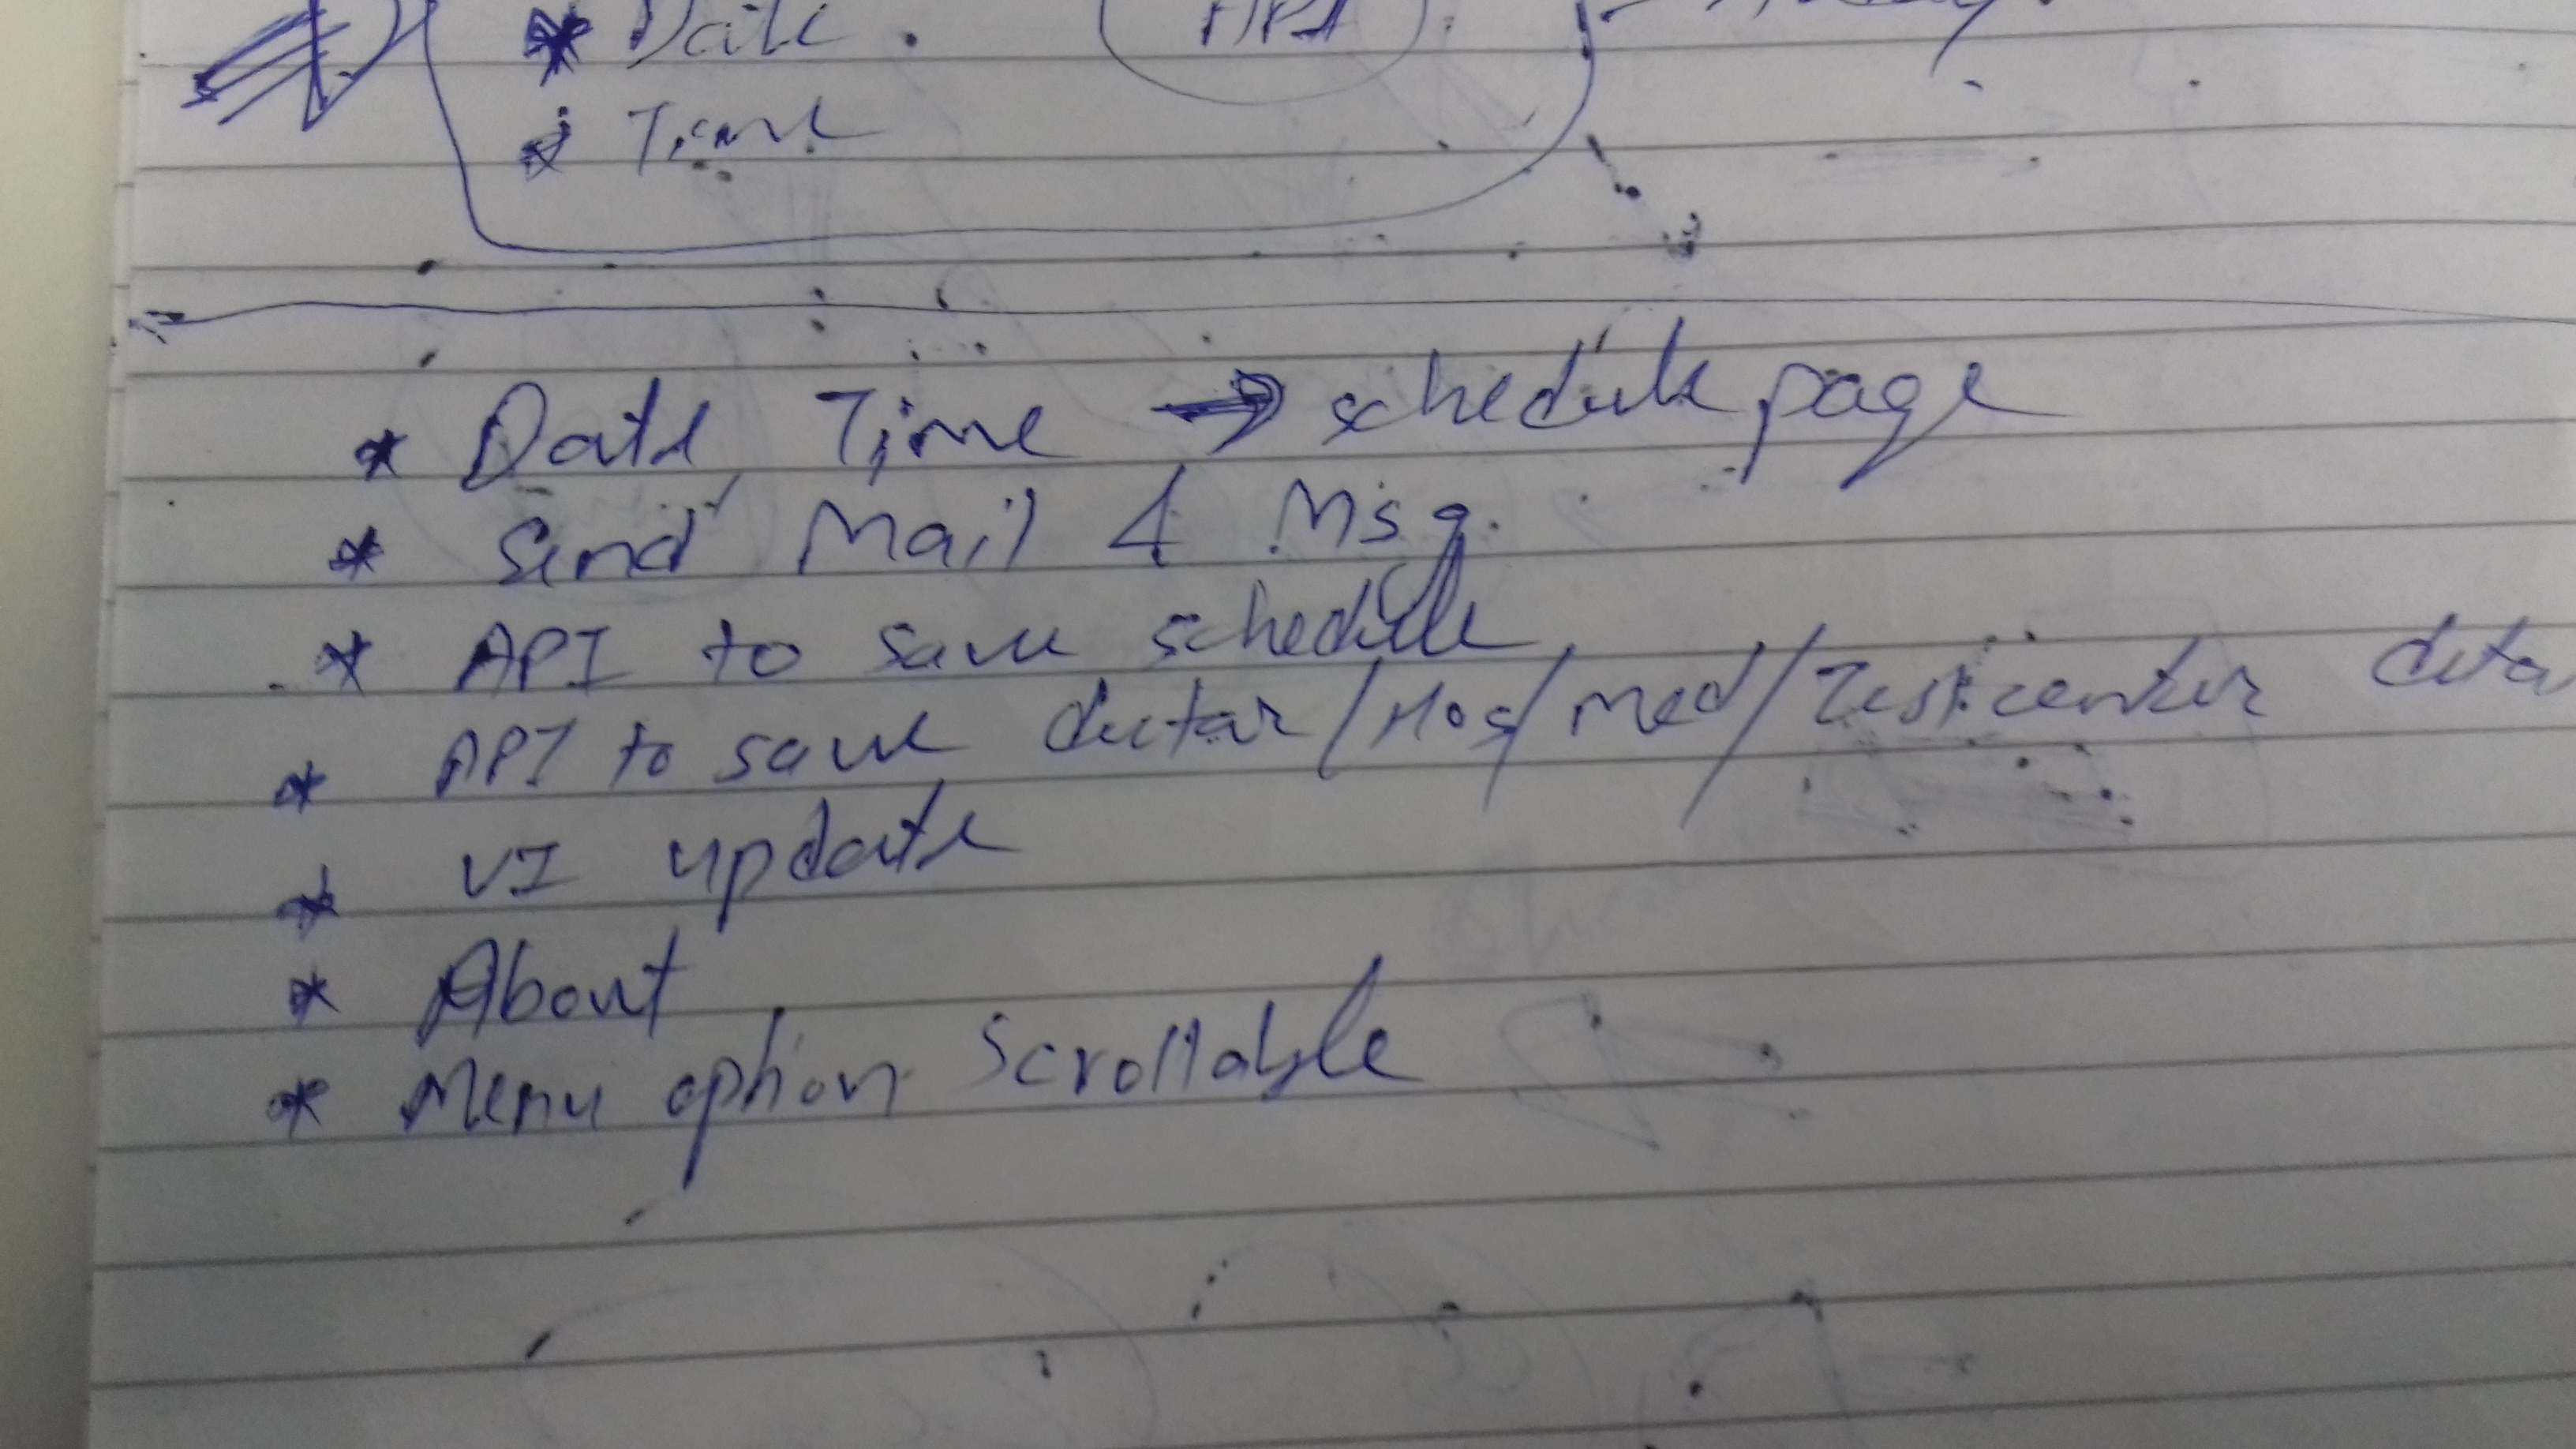 * Date . API
* Time
* Date Time → schedule page
* Send Mail & Msg.
* API to save schedule
* API to save doctor/Hos/Med/Test center deta
* UI update
* About
* Menu option Scrollable